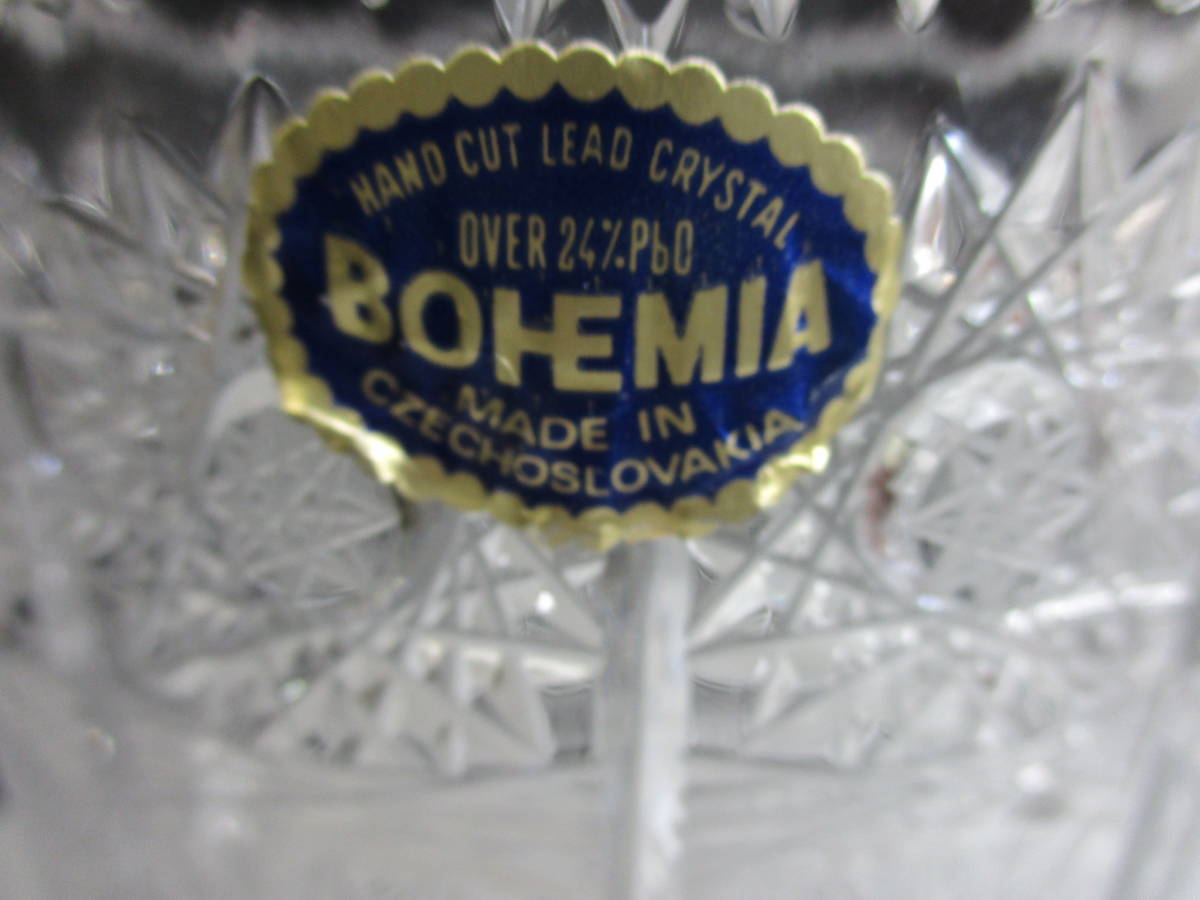 HAND CUT LEAD CRYSTAL
OVER 24% PbO
BOHEMIA
MADE IN
CZECHOSLOVAKIA